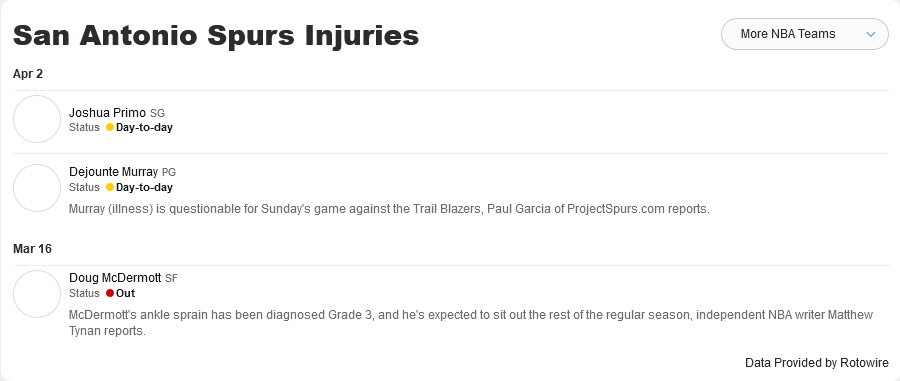 San Antonio Spurs Injuries
More NBA Teams
Apr 2
Joshua Primo SG
Status Day-to-day
Dejounte Murray PG
Status Day-to-day
Murray (illness) is questionable for Sunday's game against the Trail Blazers, Paul Garcia of ProjectSpurs.com reports.
Mar 16
Doug McDermott SF
Status Out
McDermott's ankle sprain has been diagnosed Grade 3, and he's expected to sit out the rest of the regular season, independent NBA writer Matthew
Tynan reports.
Data Provided by Rotowire